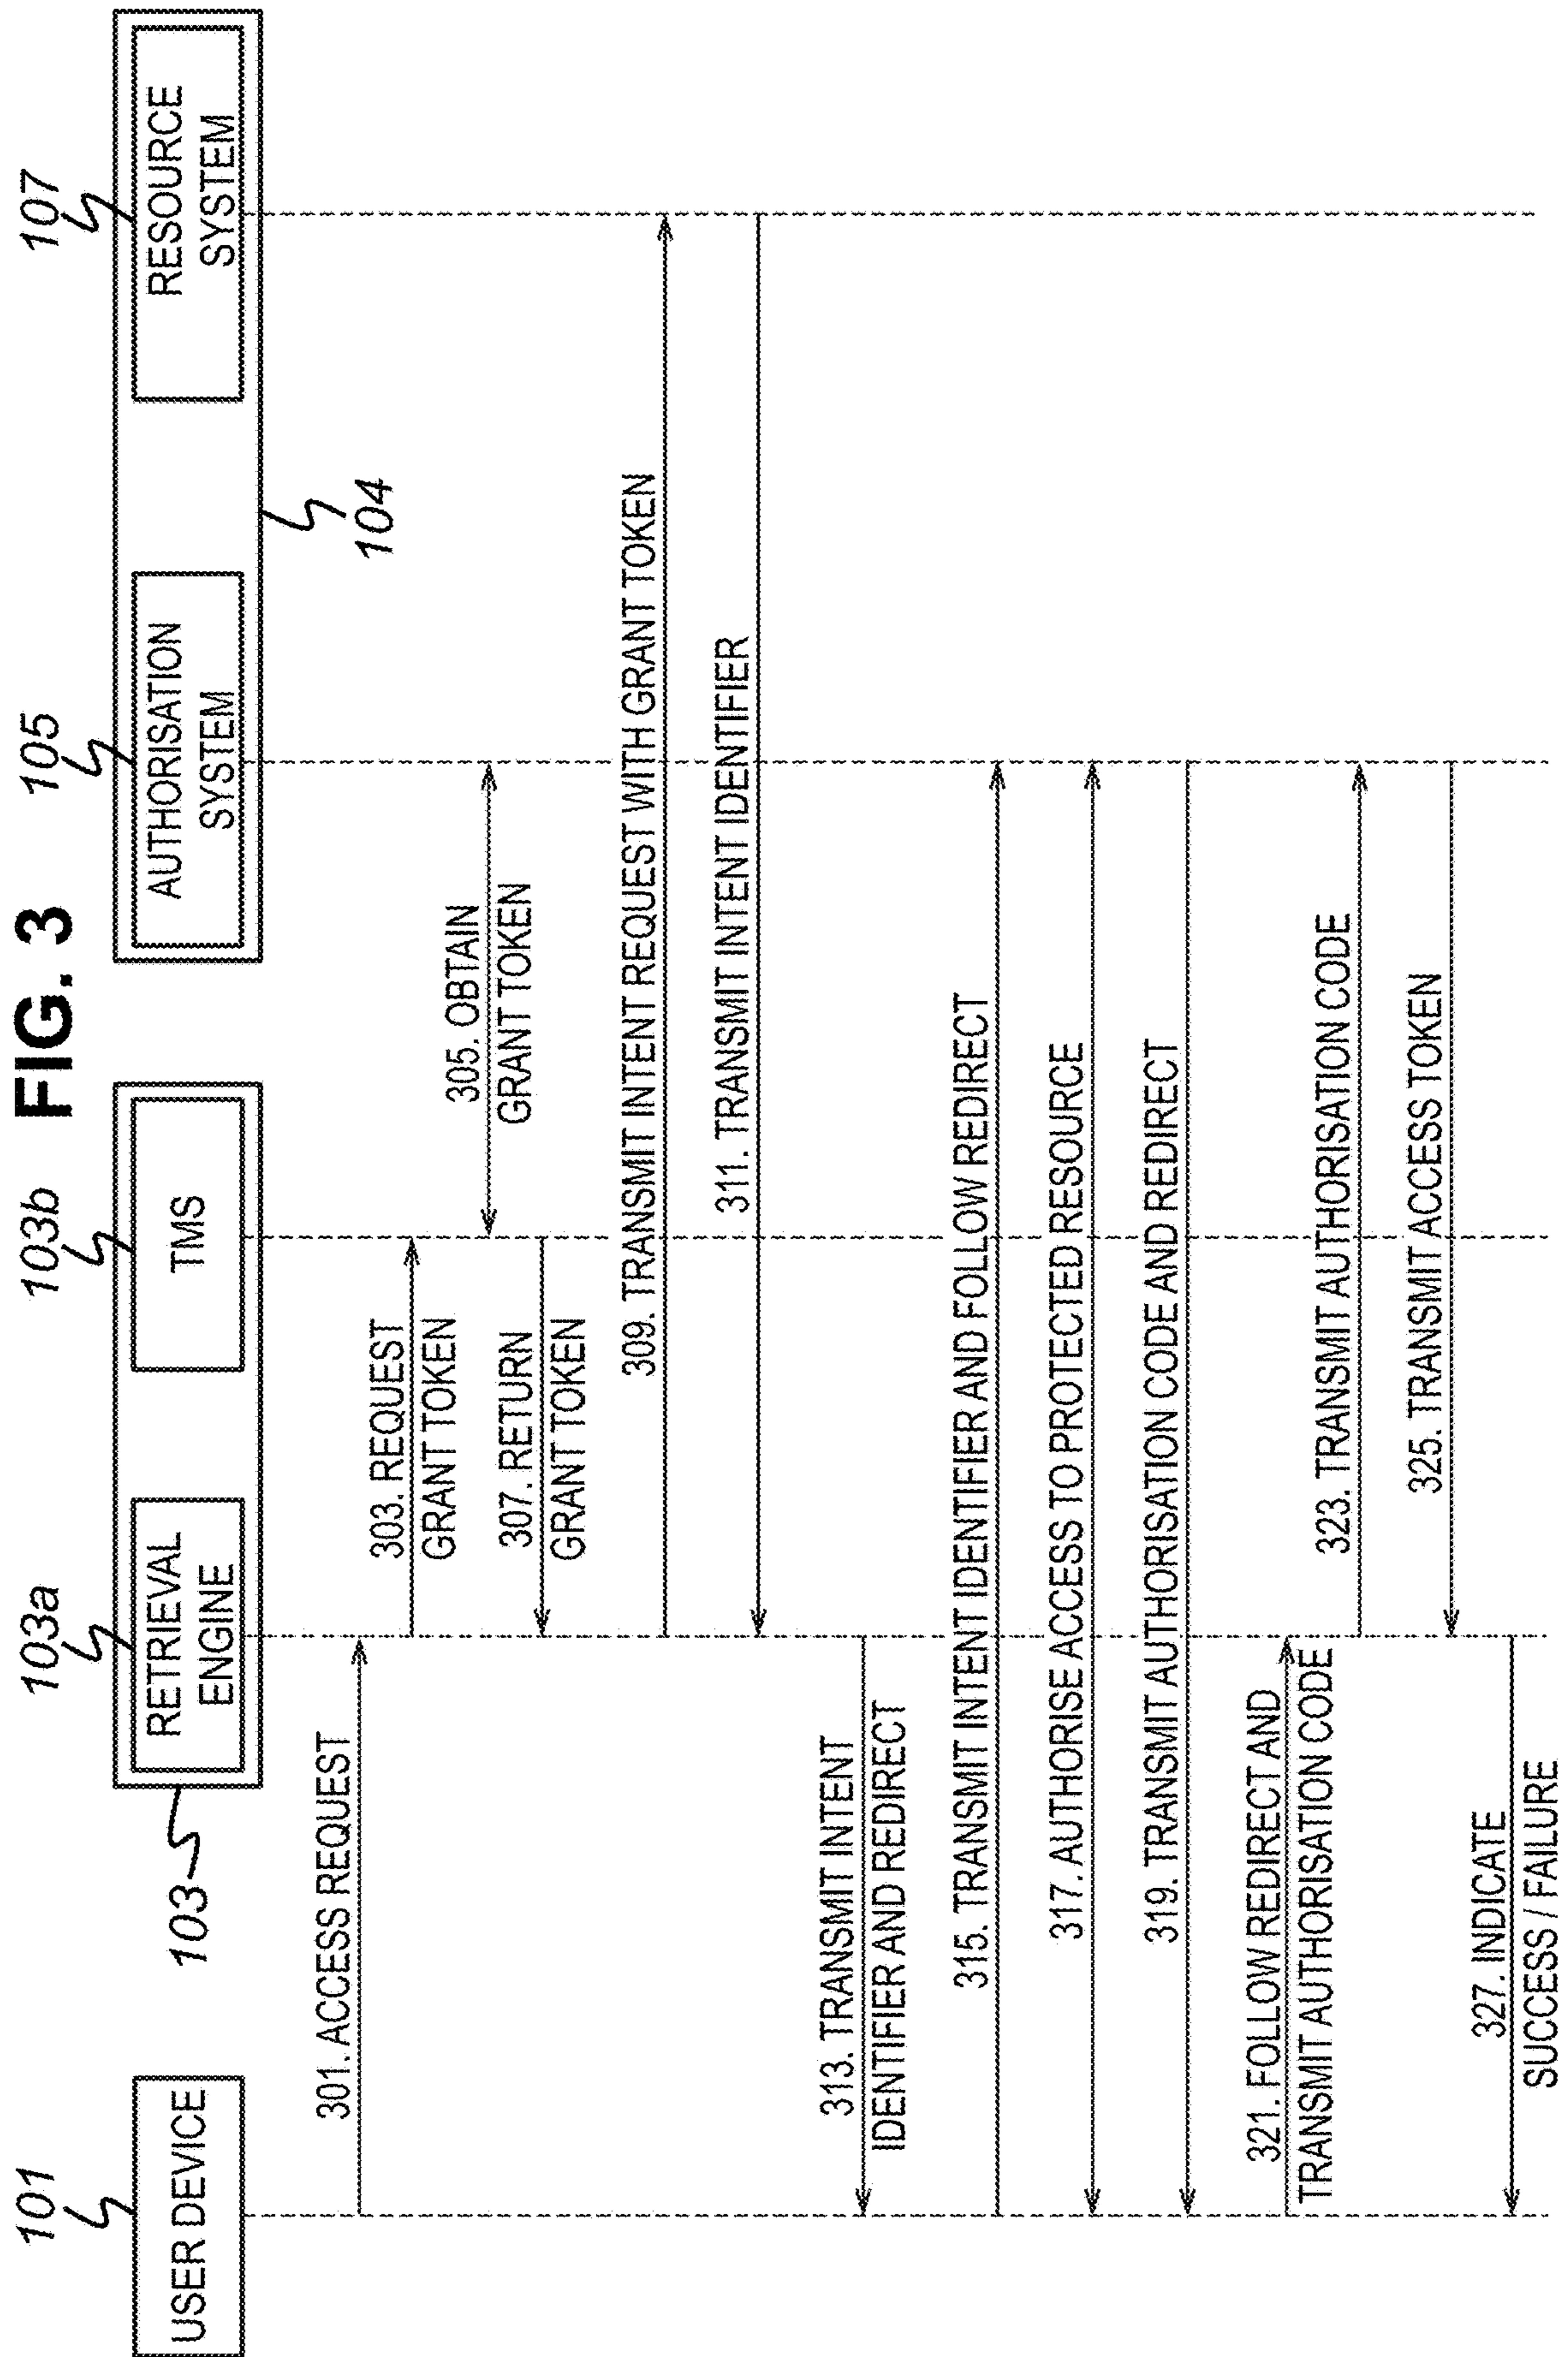 FIG. 3
101
103a
103b
105
107
USER DEVICE
RETRIEVAL
ENGINE
TMS
AUTHORISATION
SYSTEM
RESOURCE
SYSTEM
103
104
301. ACCESS REQUEST
303. REQUEST
GRANT TOKEN
305. OBTAIN
GRANT TOKEN
307. RETURN
GRANT TOKEN
309. TRANSMIT INTENT REQUEST WITH GRANT TOKEN
311. TRANSMIT INTENT IDENTIFIER
313. TRANSMIT INTENT
IDENTIFIER AND REDIRECT
315. TRANSMIT INTENT IDENTIFIER AND FOLLOW REDIRECT
317. AUTHORISE ACCESS TO PROTECTED RESOURCE
319. TRANSMIT AUTHORISATION CODE AND REDIRECT
321. FOLLOW REDIRECT AND
TRANSMIT AUTHORISATION CODE
323. TRANSMIT AUTHORISATION CODE
325. TRANSMIT ACCESS TOKEN
327. INDICATE
SUCCESS / FAILURE